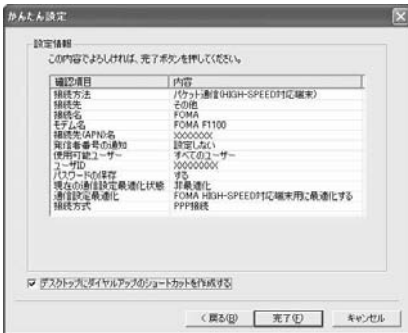 かんたん設定
設定情報
この内容でよろしければ、完了ボタンを押してください。
確認項目 内容
接続方法 パケット通信(HIGH-SPEED対応端末)
接続先 その他
接続名 FOMA
モデム名 FOMA F1100
接続先(APN)名 XXXXXXX
発信者番号の通知 設定しない
使用可能ユーザー すべてのユーザー
ユーザID XXXXXXXX
パスワードの保存 する
現在の通信設定最適化状態 非最適化
通信設定最適化 FOMA HIGH-SPEED対応端末用に最適化する
接続方式 PPP接続
デスクトップにダイヤルアップのショートカットを作成する
< 戻る(B) 完了(F) キャンセル